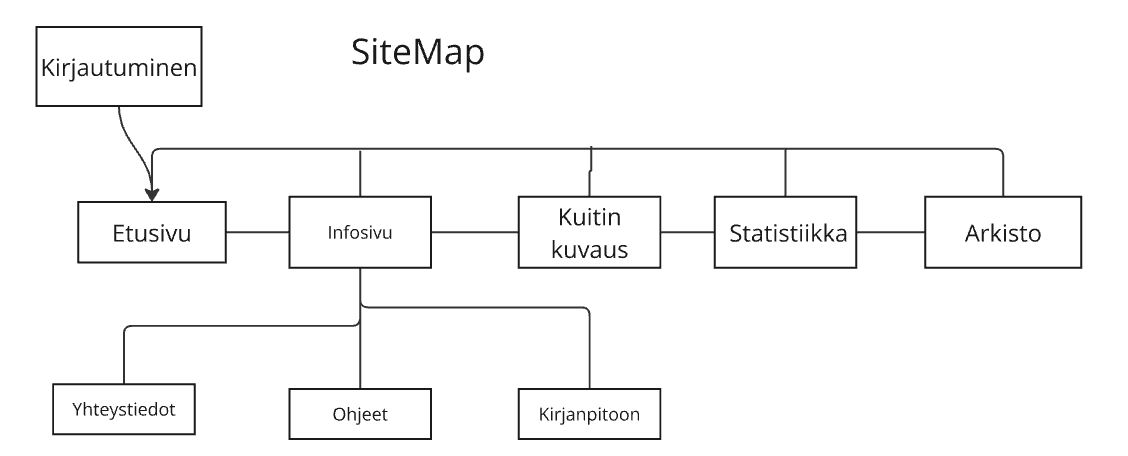 Kirjautuminen
SiteMap
Etusivu
Infosivu
Kuitin
kuvaus
Statistiikka
Arkisto
Yhteystiedot
Ohjeet
Kirjanpitoon